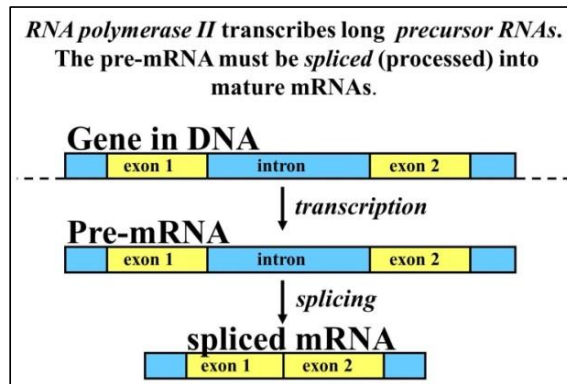 RNA polymerase II transcribes long precursor RNAs.
The pre-mRNA must be spliced (processed) into
mature mRNAs.
Gene in DNA
exon 1 intron exon 2
transcription
Pre-mRNA
exon 1 intron exon 2
splicing
spliced mRNA
exon 1 exon 2